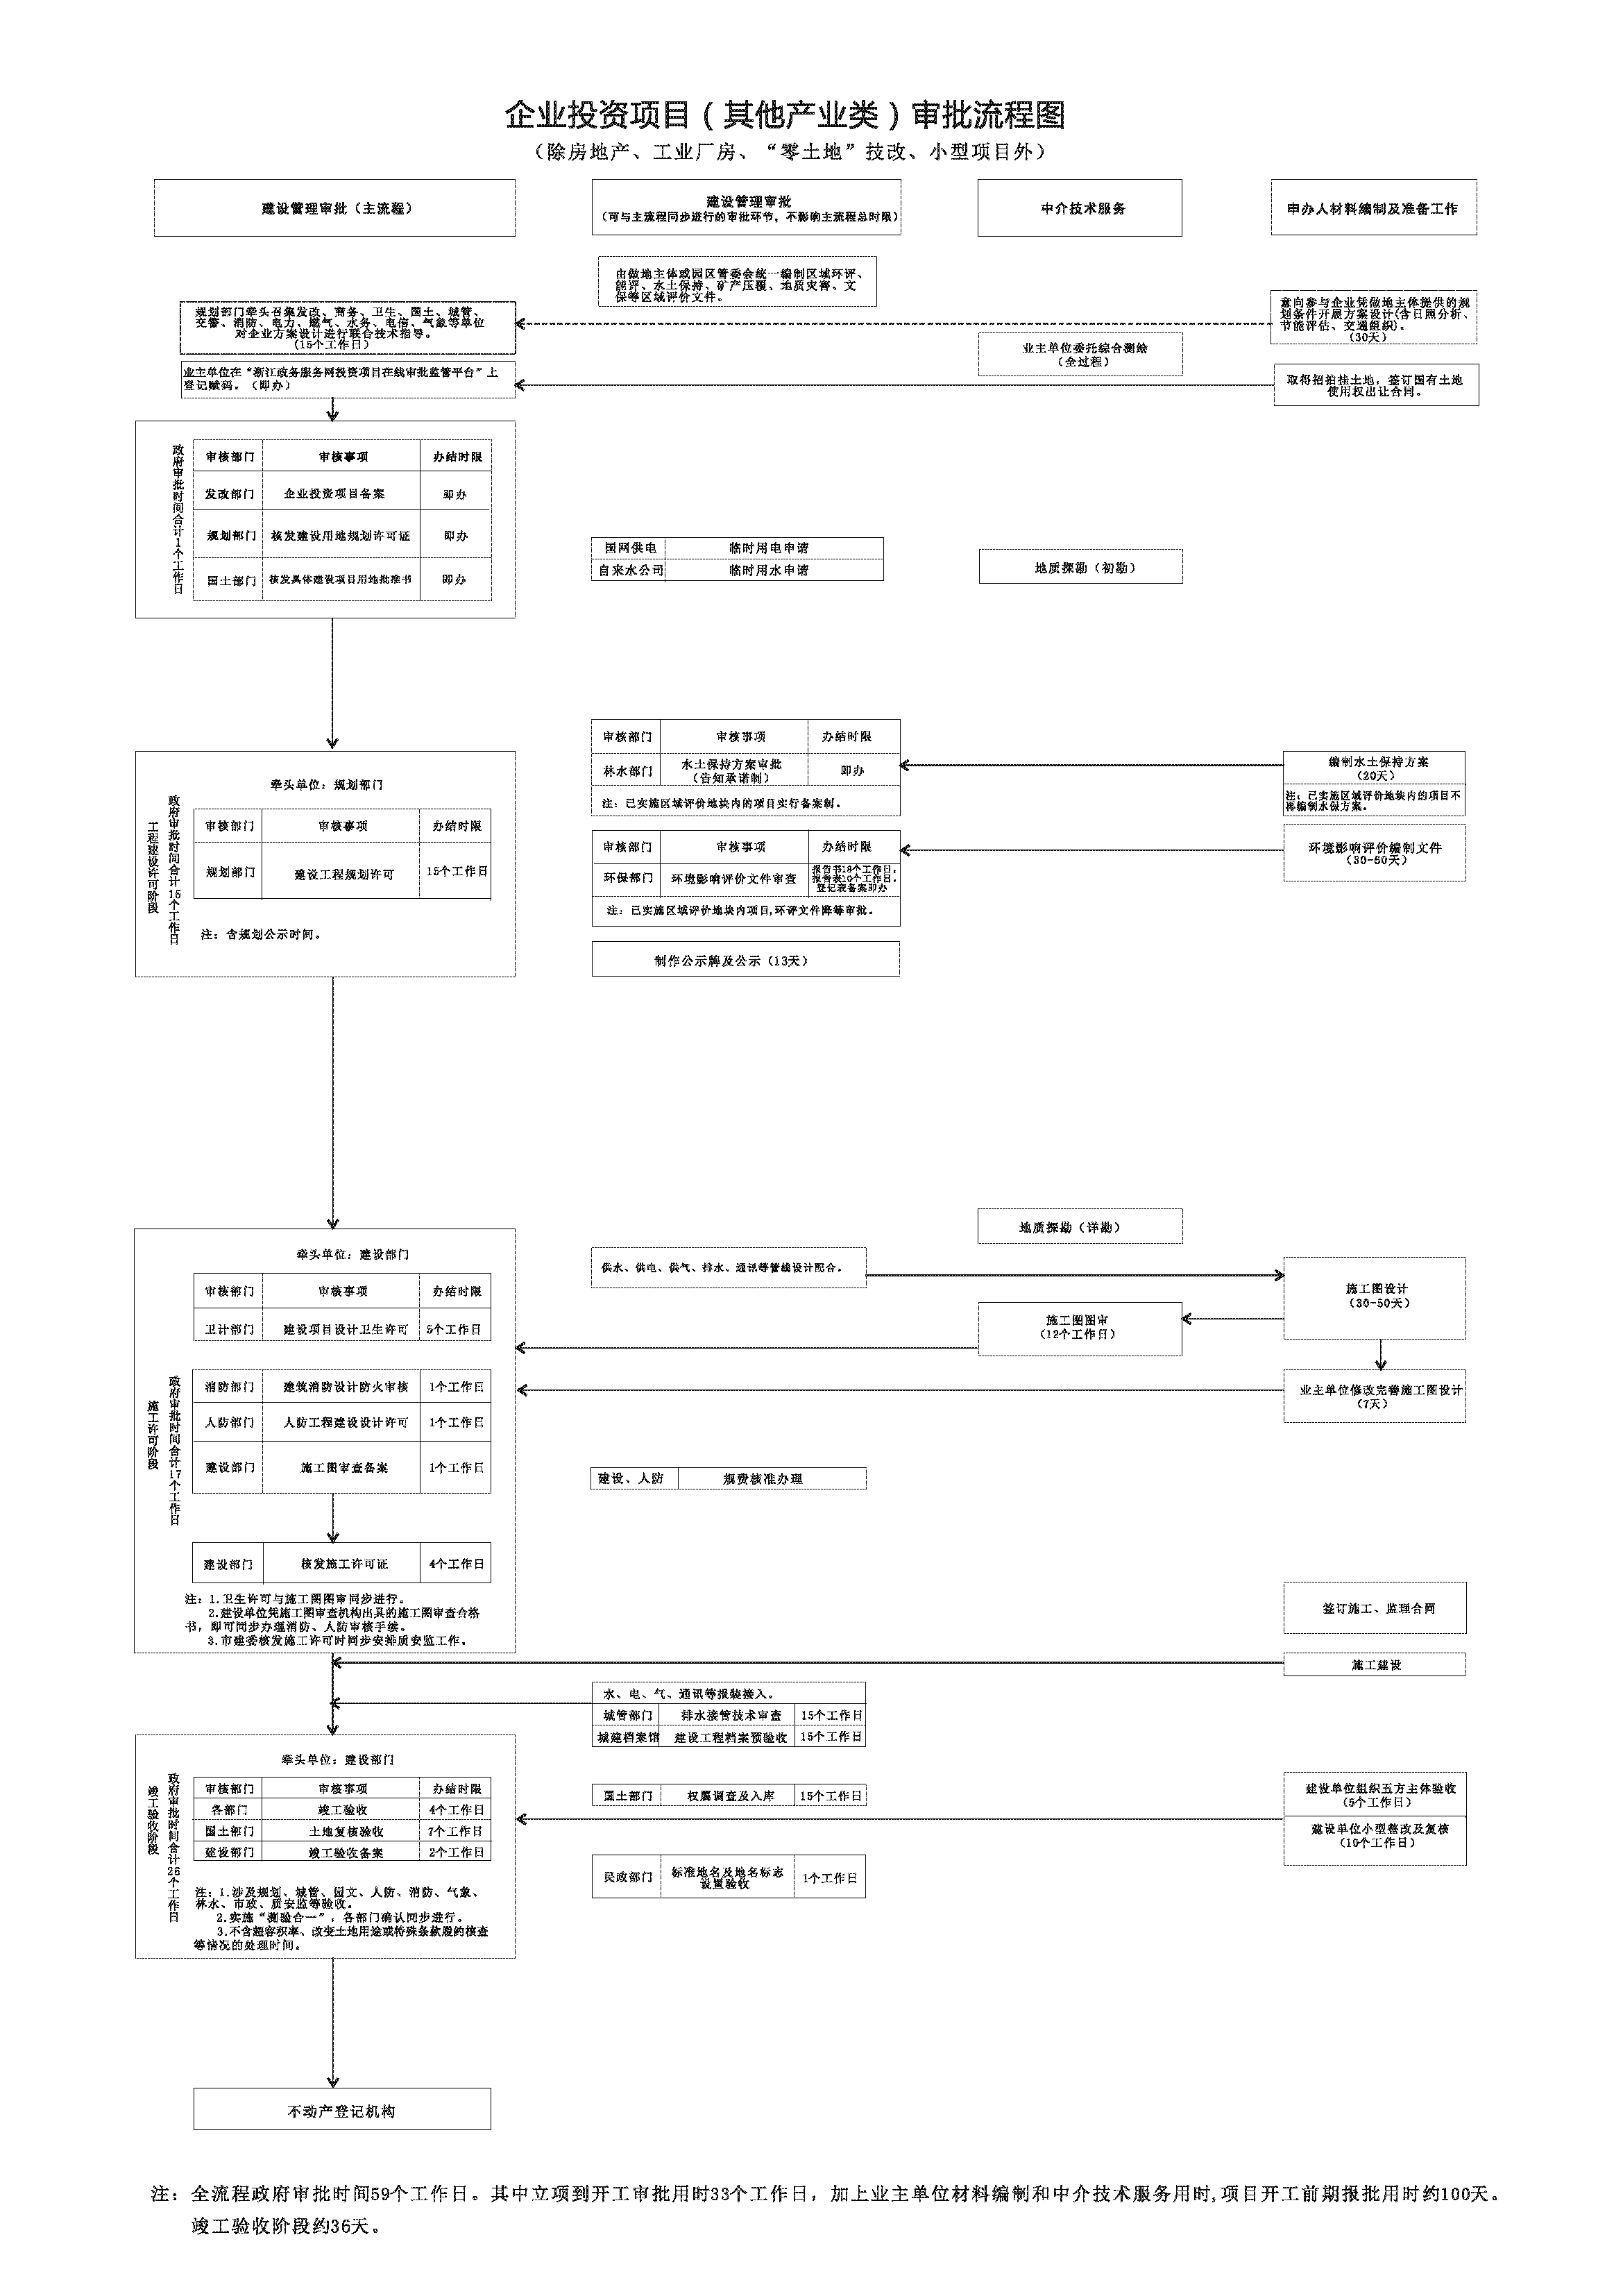 企业投资项目（其他产业类）审批流程图
（除房地产、工业厂房、“零土地”技改、小型项目外）
建设管理审批（主流程）
建设管理审批
（可与主流程同步进行的审批环节，不影响主流程总时限）
中介技术服务
申办人材料编制及准备工作
由做地主体或园区管委会统一编制区域环评、
能评、水土保持、矿产压覆、地质灾害、文
保等区域评价文件。
规划部门牵头召集发改、商务、卫生、国土、城管、
交警、消防、电力、燃气、水务、电信、气象等单位
对企业方案设计进行联合技术指导。
（15个工作日）
意向参与企业凭做地主体提供的规
划条件开展方案设计(含日照分析、
节能评估、交通组织)。
（30天）
业主单位委托综合测绘
（全过程）
业主单位在“浙江政务服务网投资项目在线审批监管平台”上
登记赋码。（即办）
取得招拍挂土地，签订国有土地
使用权出让合同。
政府审批时间合计1个工作日
审核部门 审核事项 办结时限
发改部门 企业投资项目备案 即办
规划部门 核发建设用地规划许可证 即办
国土部门 核发具体建设项目用地批准书 即办
国网供电 临时用电申请
自来水公司 临时用水申请
地质探勘（初勘）
工程建设许可阶段
政府审批时间合计15个工作日
牵头单位：规划部门
审核部门 审核事项 办结时限
规划部门 建设工程规划许可 15个工作日
注：含规划公示时间。
审核部门 审核事项 办结时限
林水部门 水土保持方案审批
（告知承诺制） 即办
注：已实施区域评价地块内的项目实行备案制。
编制水土保持方案
（20天）
注：已实施区域评价地块内的项目不
再编制水保方案。
审核部门 审核事项 办结时限
环保部门 环境影响评价文件审查 报告书18个工作日，
报告表10个工作日，
登记表备案即办
注：已实施区域评价地块内项目,环评文件降等审批。
环境影响评价编制文件
（30-60天）
制作公示牌及公示（13天）
施工许可阶段
政府审批时间合计17个工作日
牵头单位：建设部门
审核部门 审核事项 办结时限
卫计部门 建设项目设计卫生许可 5个工作日
消防部门 建筑消防设计防火审核 1个工作日
人防部门 人防工程建设设计许可 1个工作日
建设部门 施工图审查备案 1个工作日
建设部门 核发施工许可证 4个工作日
注：1.卫生许可与施工图图审同步进行。
2.建设单位凭施工图审查机构出具的施工图审查合格
书，即可同步办理消防、人防审核手续。
3.市建委核发施工许可时同步安排质安监工作。
供水、供电、供气、排水、通讯等管线设计配合。
地质探勘（详勘）
施工图设计
（30-50天）
施工图图审
（12个工作日）
业主单位修改完善施工图设计
（7天）
建设、人防 规费核准办理
签订施工、监理合同
施工建设
水、电、气、通讯等报装接入。
城管部门 排水接管技术审查 15个工作日
城建档案馆 建设工程档案预验收 15个工作日
竣工验收阶段
政府审批时间合计26个工作日
牵头单位：建设部门
审核部门 审核事项 办结时限
各部门 竣工验收 4个工作日
国土部门 土地复核验收 7个工作日
建设部门 竣工验收备案 2个工作日
注：1.涉及规划、城管、园文、人防、消防、气象、
林水、市政、质安监等验收。
2.实施“测验合一”，各部门确认同步进行。
3.不含超容积率、改变土地用途或特殊条款履约核查
等情况的处理时间。
国土部门 权属调查及入库 15个工作日
民政部门 标准地名及地名标志
设置验收 1个工作日
建设单位组织五方主体验收
（5个工作日）
建设单位小型整改及复核
（10个工作日）
不动产登记机构
注：全流程政府审批时间59个工作日。其中立项到开工审批用时33个工作日，加上业主单位材料编制和中介技术服务用时,项目开工前期报批用时约100天。
竣工验收阶段约36天。